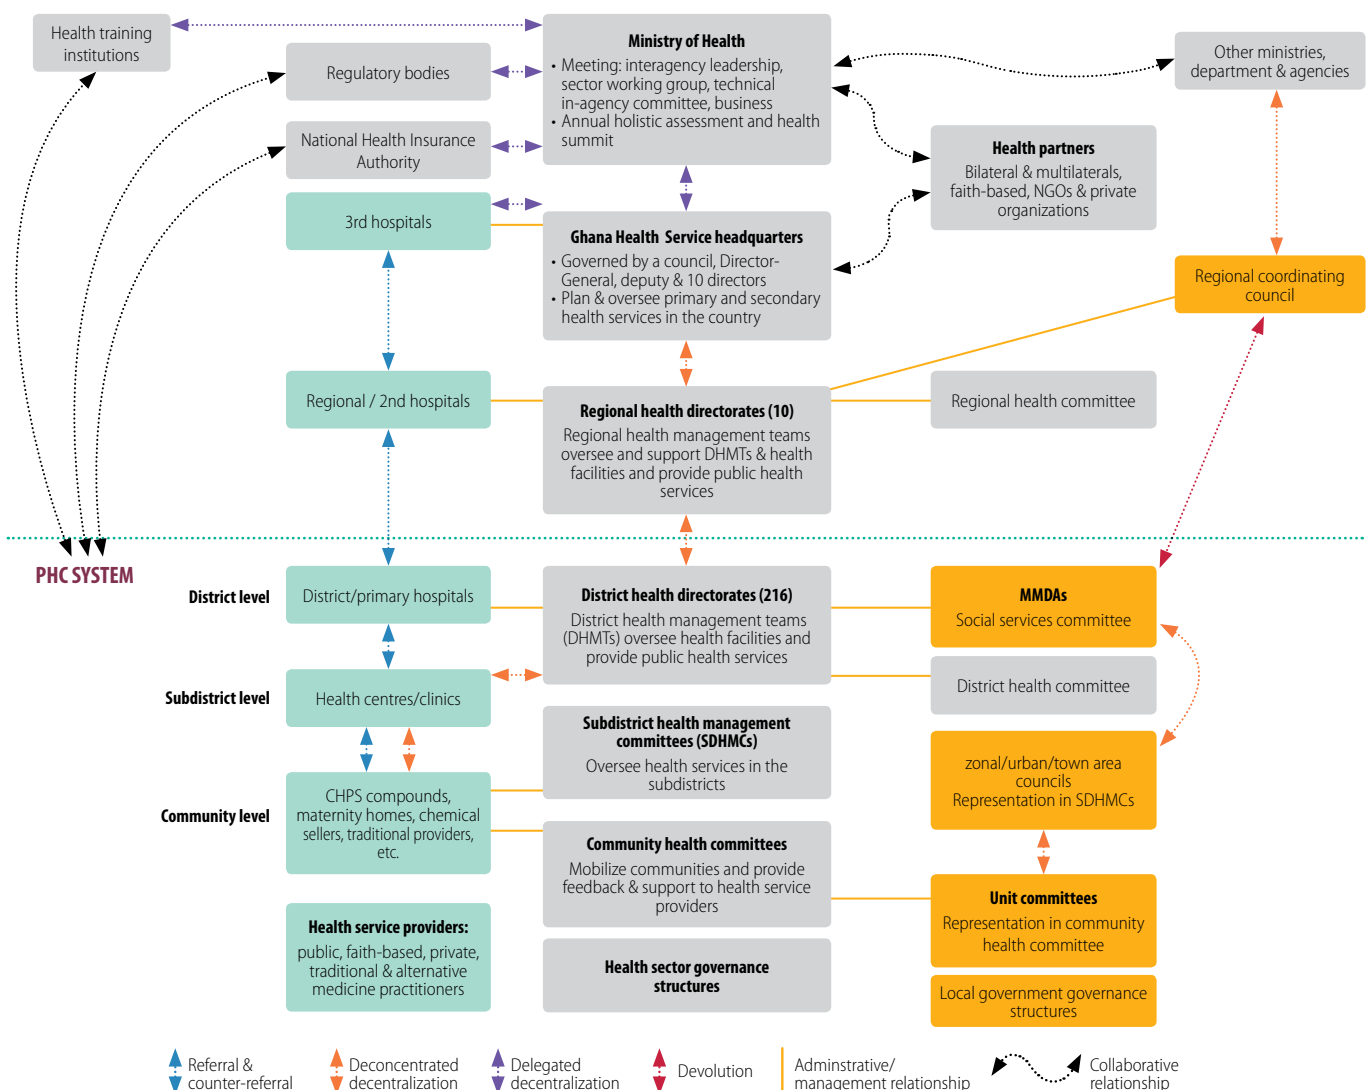 Health training
institutions
Regulatory bodies
National Health Insurance
Authority
Ministry of Health
• Meeting: interagency leadership,
sector working group, technical
in-agency committee, business
• Annual holistic assessment and health
summit
Other ministries,
department & agencies
Health partners
Bilateral & multilaterals,
faith-based, NGOs & private
organizations
3rd hospitals
Ghana Health Service headquarters
• Governed by a council, Director-
General, deputy & 10 directors
• Plan & oversee primary and secondary
health services in the country
Regional coordinating
council
Regional / 2nd hospitals
Regional health directorates (10)
Regional health management teams
oversee and support DHMTs & health
facilities and provide public health
services
Regional health committee
PHC SYSTEM
District level
District/primary hospitals
District health directorates (216)
District health management teams
(DHMTs) oversee health facilities and
provide public health services
MMDAs
Social services committee
District health committee
Subdistrict level
Health centres/clinics
Subdistrict health management
committees (SDHMCs)
Oversee health services in the
subdistricts
zonal/urban/town area
councils
Representation in SDHMCs
Community level
CHPS compounds,
maternity homes, chemical
sellers, traditional providers,
etc.
Community health committees
Mobilize communities and provide
feedback & support to health service
providers
Unit committees
Representation in community
health committee
Health service providers:
public, faith-based, private,
traditional & alternative
medicine practitioners
Health sector governance
structures
Local government governance
structures
Referral &
counter-referral
Deconcentrated
decentralization
Delegated
decentralization
Devolution
Adminstrative/
management relationship
Collaborative
relationship